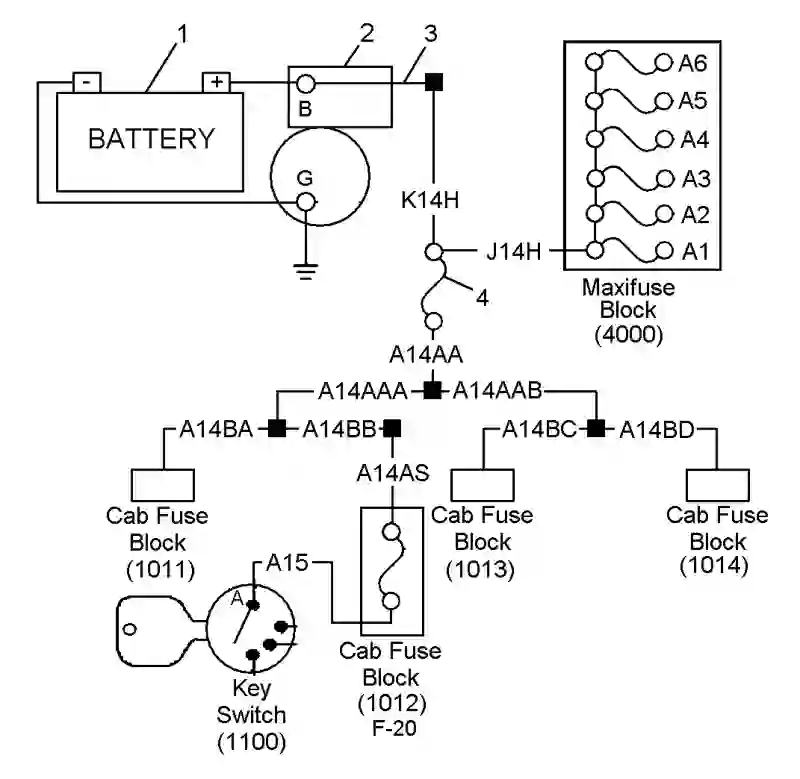 1
2
3
- +
B
BATTERY
G
K14H
J14H
4
A6
A5
A4
A3
A2
A1
Maxifuse
Block
(4000)
A14AA
A14AAA
A14AAB
A14BA
A14BB
A14BC
A14BD
A14AS
Cab Fuse
Block
(1011)
Cab Fuse
Block
(1013)
Cab Fuse
Block
(1014)
A15
A
Key
Switch
(1100)
Cab Fuse
Block
(1012)
F-20